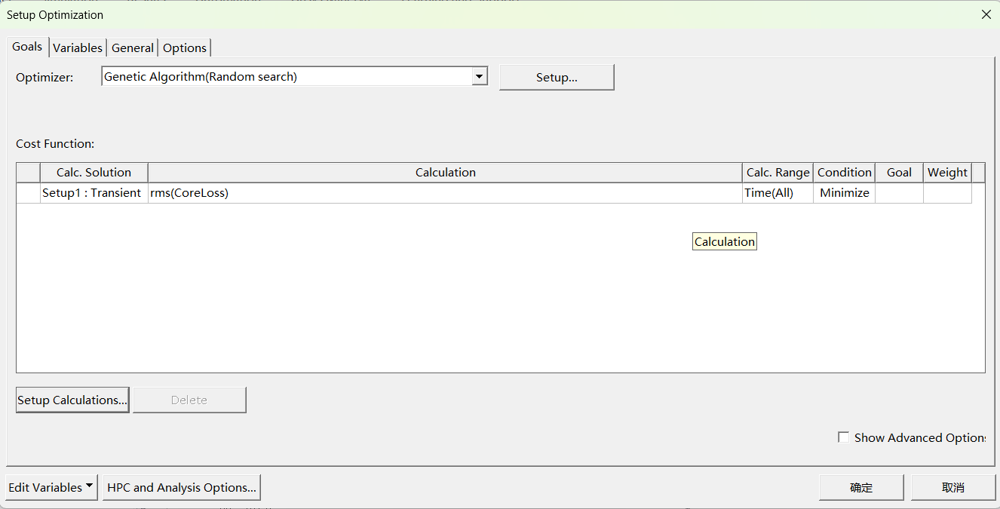 Setup Optimization
Goals Variables General Options
Optimizer: Genetic Algorithm(Random search) Setup...
Cost Function:
Calc. Solution Calculation Calc. Range Condition Goal Weight
Setup1 : Transient rms(CoreLoss) Time(All) Minimize
Calculation
Setup Calculations... Delete
Show Advanced Option
Edit Variables HPC and Analysis Options... 确定 取消